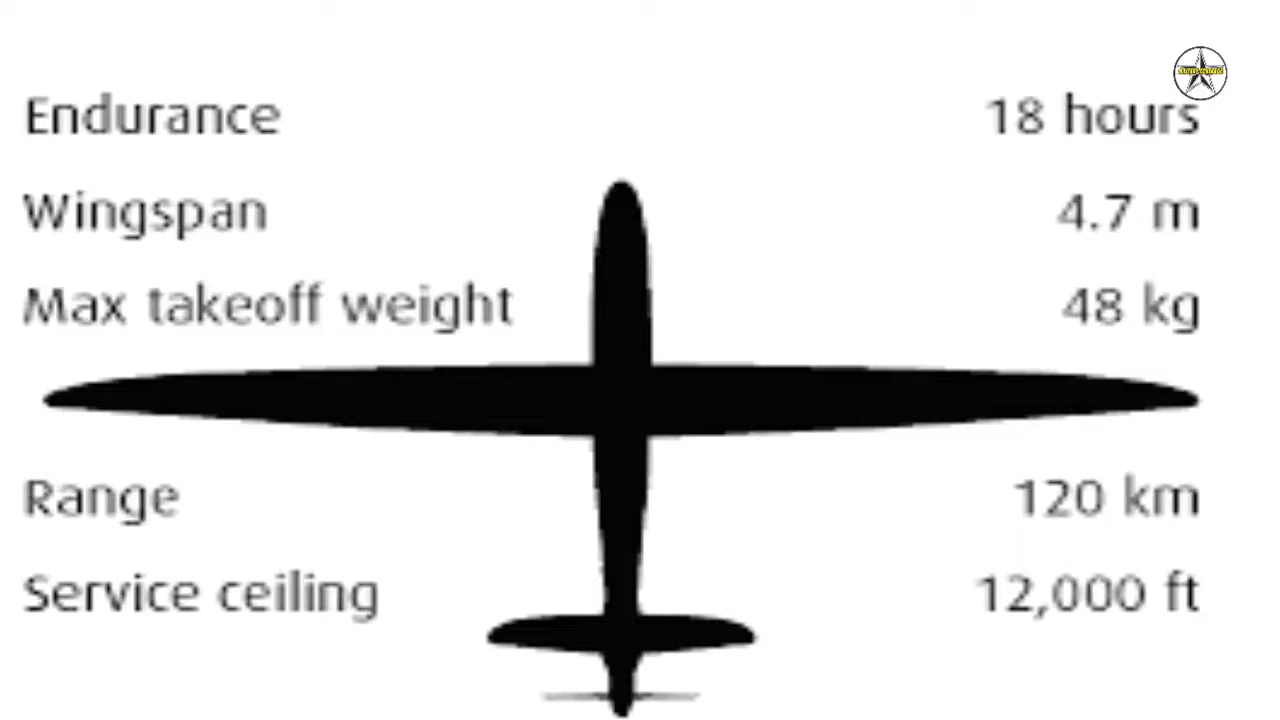 Endurance 18 hours
Wingspan 4.7 m
Max takeoff weight 48 kg
Range 120 km
Service ceiling 12,000 ft